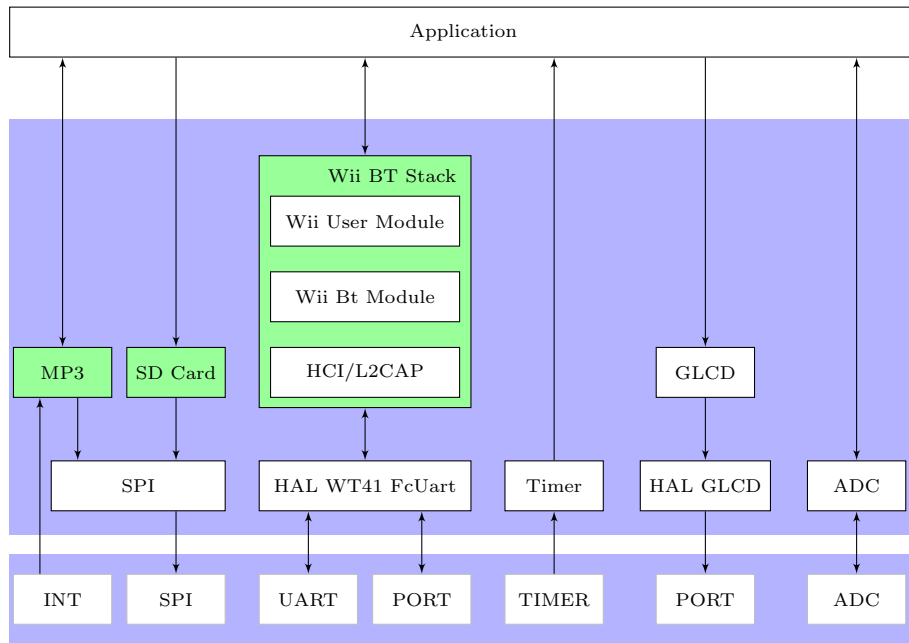 Application
Wii BT Stack
Wii User Module
Wii Bt Module
MP3
SD Card
HCI/L2CAP
GLCD
SPI
HAL WT41 FcUart
Timer
HAL GLCD
ADC
INT
SPI
UART
PORT
TIMER
PORT
ADC